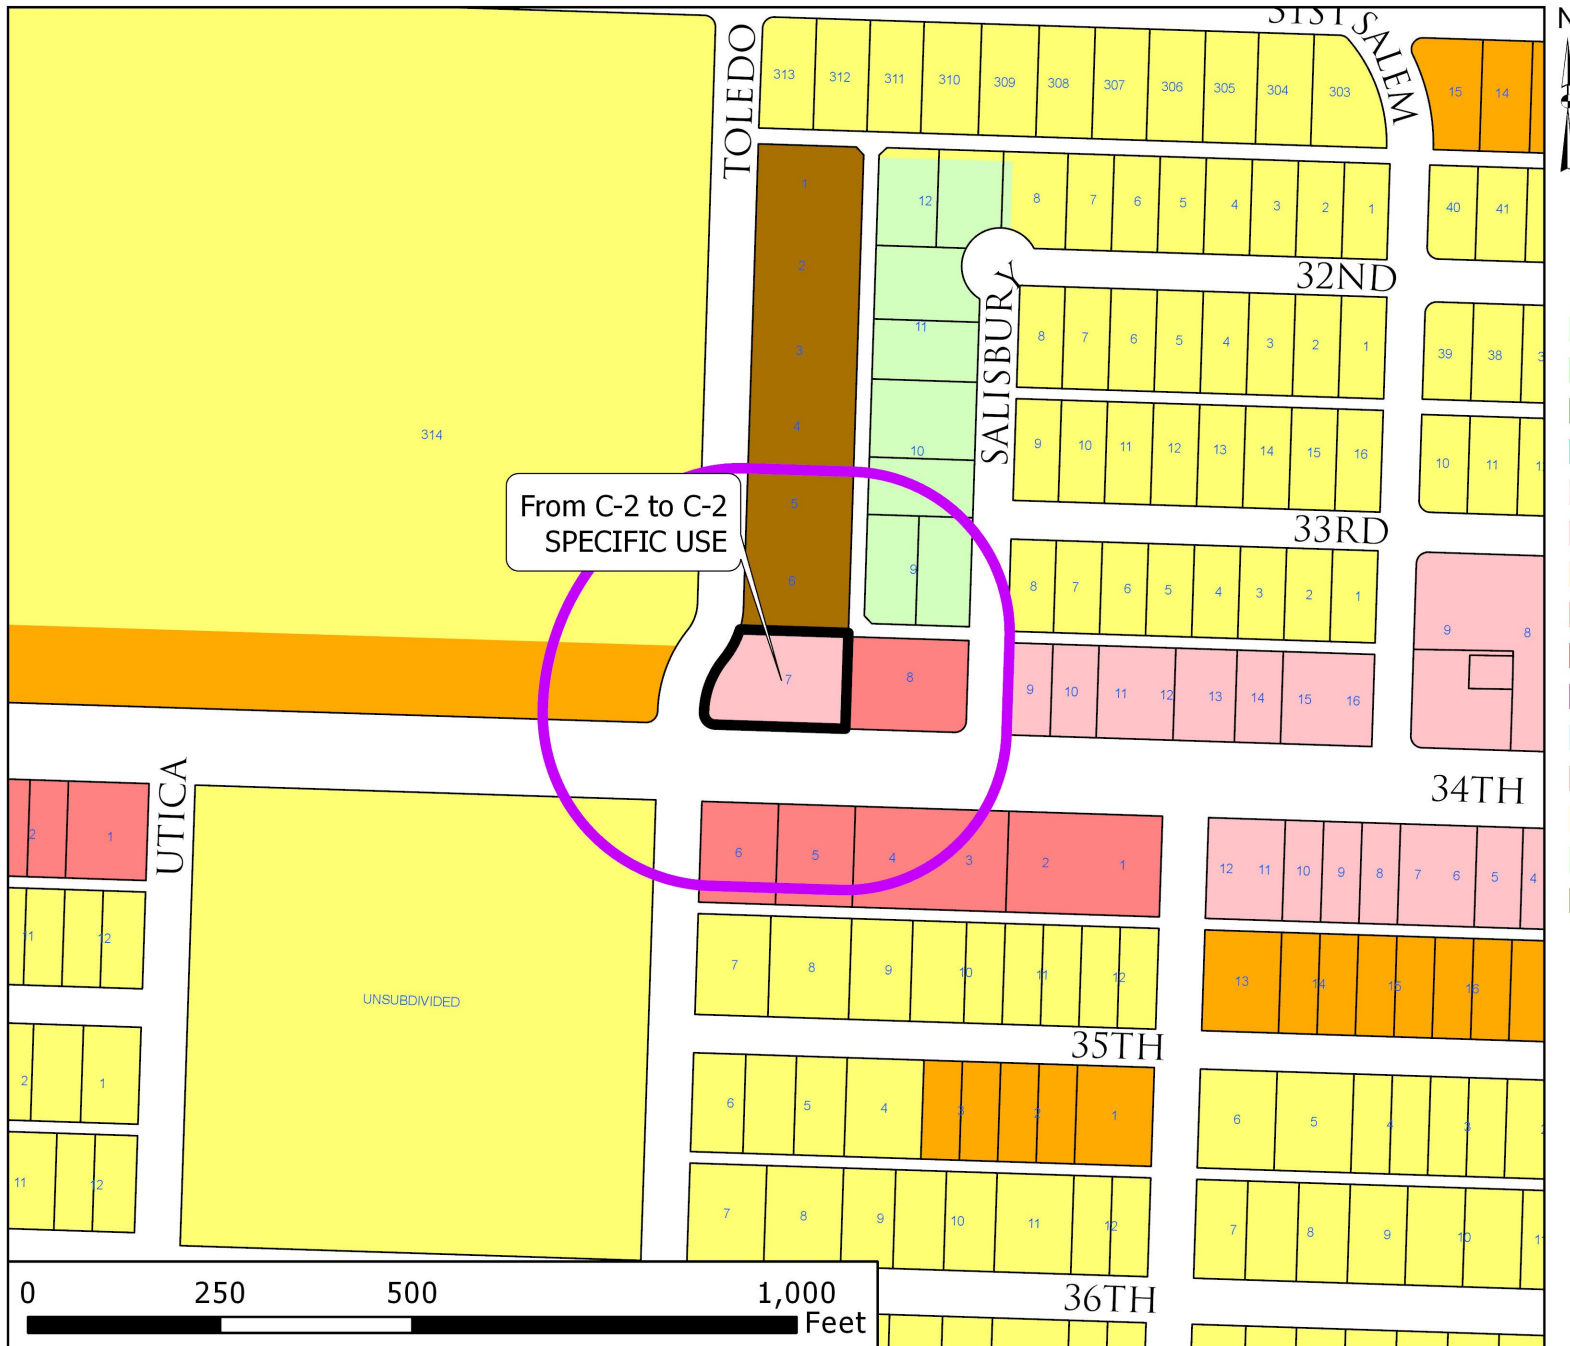 31ST
SALEM
N
TOLEDO
313 312 311 310 309 308 307 306 305 304 303
15 14
1
12 8 7 6 5 4 3 2 1
40 41
2
32ND
SALISBURY
11
8 7 6 5 4 3 2 1
39 38
3
314
4
10
9 10 11 12 13 14 15 16
10 11
From C-2 to C-2
SPECIFIC USE
5
33RD
6
9
8 7 6 5 4 3 2 1
9 8
7
8
9 10 11 12 13 14 15 16
34TH
UTICA
2 1
6 5 4 3 2 1
12 11 10 9 8 7 6 5 4
11 12
7 8 9 10 11 12
13 14 15 16
UNSUBDIVIDED
35TH
2 1
6 5 4 3 2 1
6 5 4 3
11 12
7 8 9 10 11 12
7 8 9 10
36TH
0 250 500 1,000
Feet